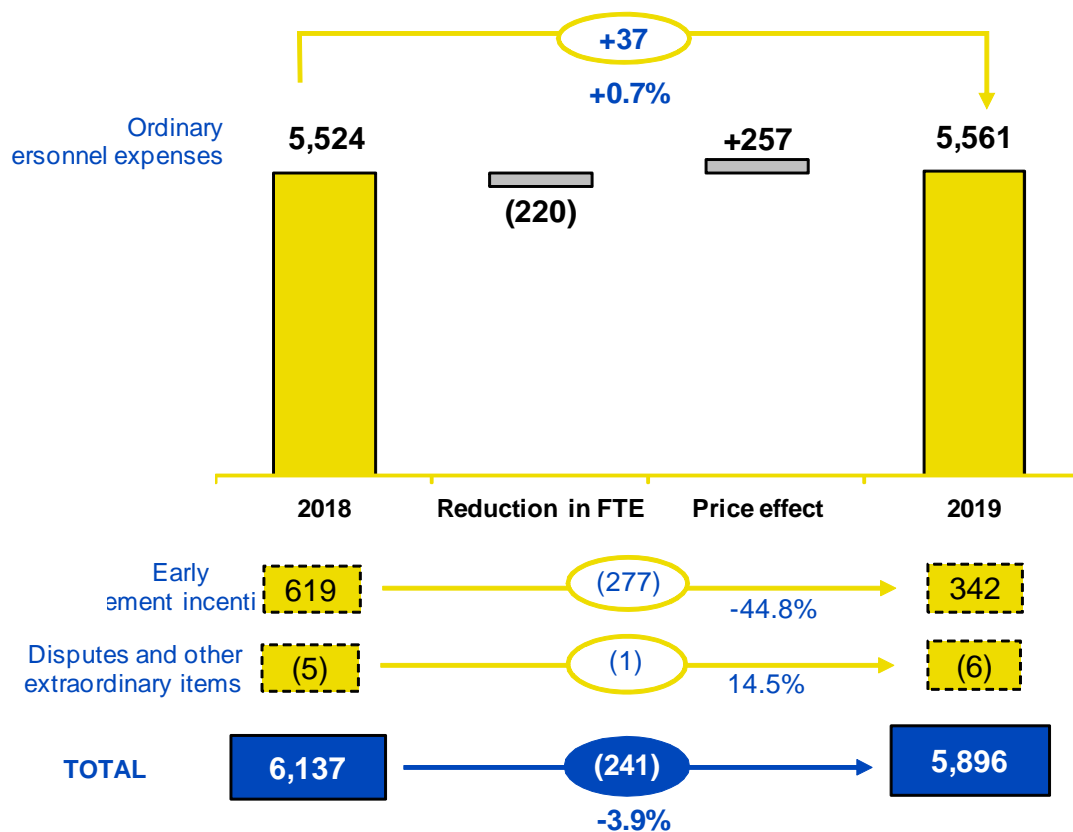 +37
+0.7%
Ordinary
ersonnel expenses
5,524
(220)
+257
5,561
2018
Reduction in FTE
Price effect
2019
Early
ement incenti
619
(277)
-44.8%
342
Disputes and other
extraordinary items
(5)
(1)
14.5%
(6)
TOTAL
6,137
(241)
-3.9%
5,896